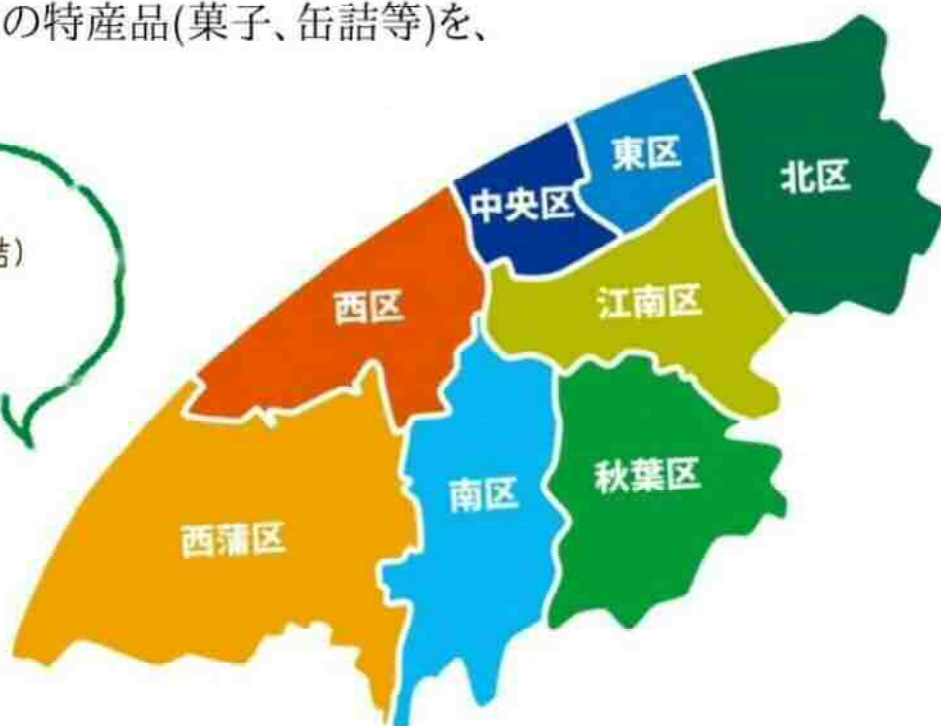 の特産品(菓子、缶詰等)を、
詰)
北区
東区
中央区
江南区
西区
秋葉区
南区
西蒲区